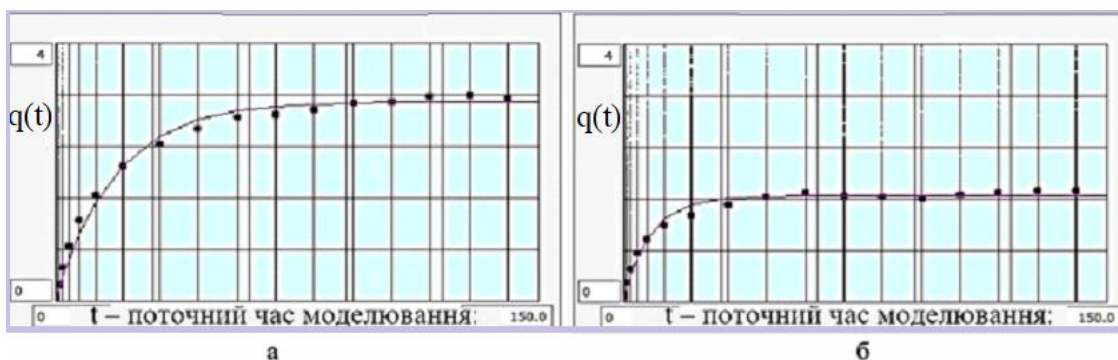 4
q(t)
0
0 t – поточний час моделювання; 150.0
а
4
q(t)
0
0 t – поточний час моделювання; 150.0
б